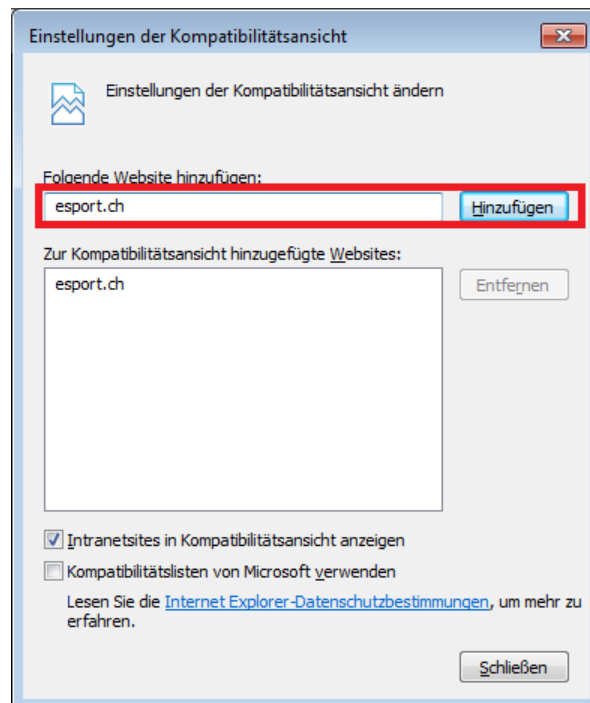 Einstellungen der Kompatibilitätsansicht
Einstellungen der Kompatibilitätsansicht ändern
Folgende Website hinzufügen:
esport.ch
Hinzufügen
Zur Kompatibilitätsansicht hinzugefügte Websites:
esport.ch
Entfernen
Intranetsites in Kompatibilitätsansicht anzeigen
Kompatibilitätslisten von Microsoft verwenden
Lesen Sie die Internet Explorer-Datenschutzbestimmungen, um mehr zu
erfahren.
Schließen